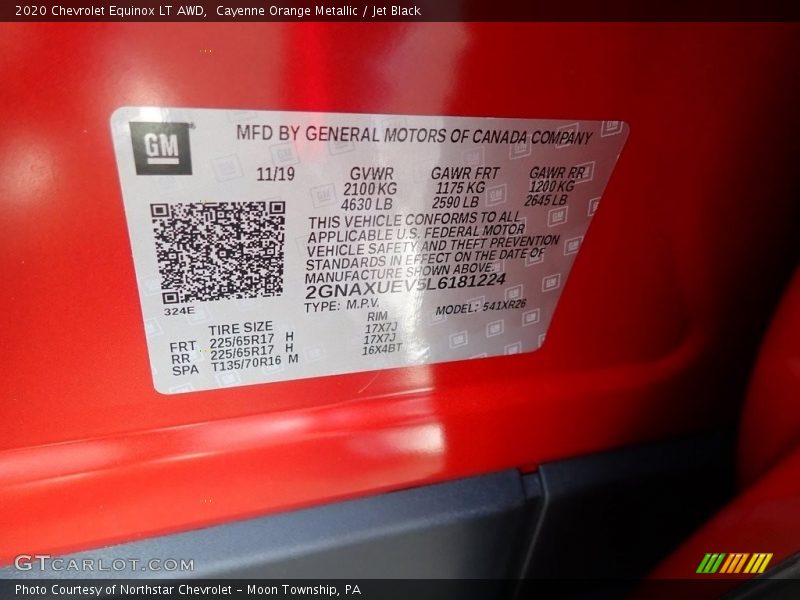 2020 Chevrolet Equinox LT AWD, Cayenne Orange Metallic / Jet Black
GM
MFD BY GENERAL MOTORS OF CANADA COMPANY
11/19 GVWR GAWR FRT GAWR RR
2100 KG 1175 KG 1200 KG
4630 LB 2590 LB 2645 LB
THIS VEHICLE CONFORMS TO ALL
APPLICABLE U.S. FEDERAL MOTOR
VEHICLE SAFETY AND THEFT PREVENTION
STANDARDS IN EFFECT ON THE DATE OF
MANUFACTURE SHOWN ABOVE.
2GNAXUEV5L6181224
324E
TYPE: M.P.V. MODEL: 541XR26
TIRE SIZE RIM
FRT 225/65R17 H 17X7J
RR 225/65R17 H 17X7J
SPA T135/70R16 M 16X4BT
GTCARLOT.COM
Photo Courtesy of Northstar Chevrolet - Moon Township, PA